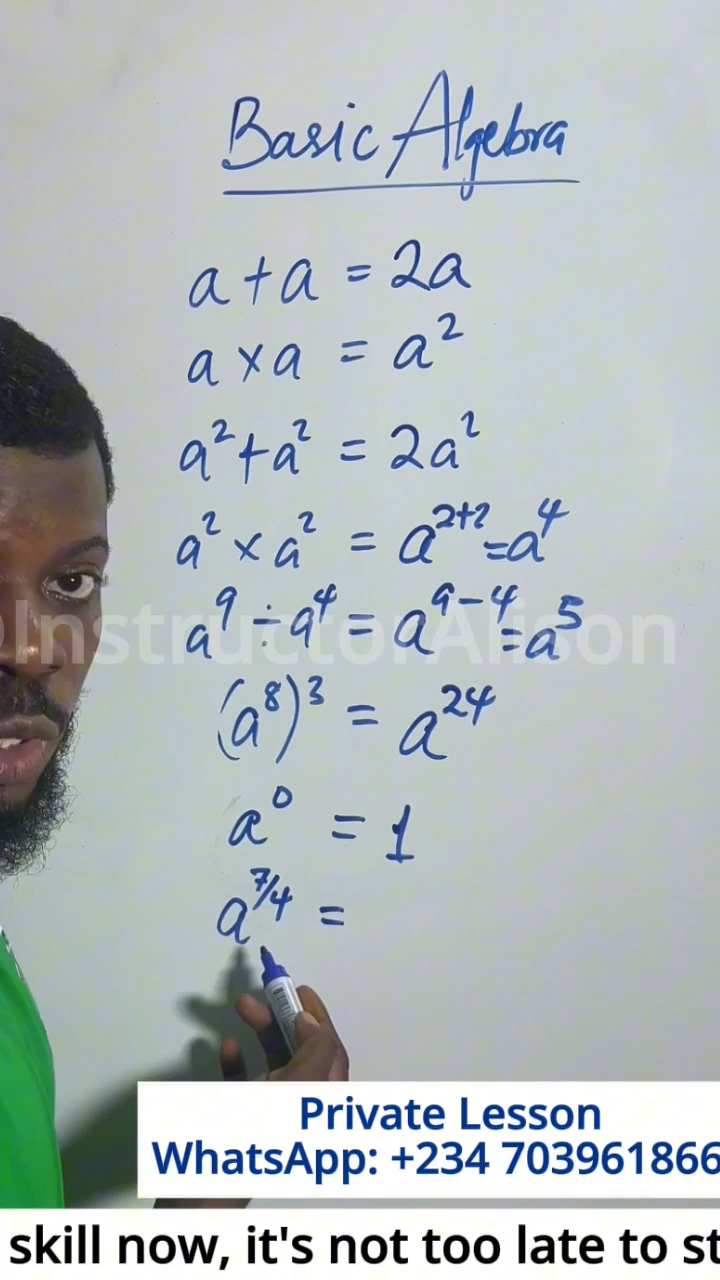 Basic Algebra
a + a = 2a
a × a = a²
a² + a² = 2a²
a² × a² = a²⁺² = a⁴
a⁹ ÷ a⁴ = a⁹⁻⁴ = a⁵
@InstructorAlison
(a⁸)³ = a²⁴
a⁰ = 1
a^7/4 =
Private Lesson
WhatsApp: +234 703961866
skill now, it's not too late to st